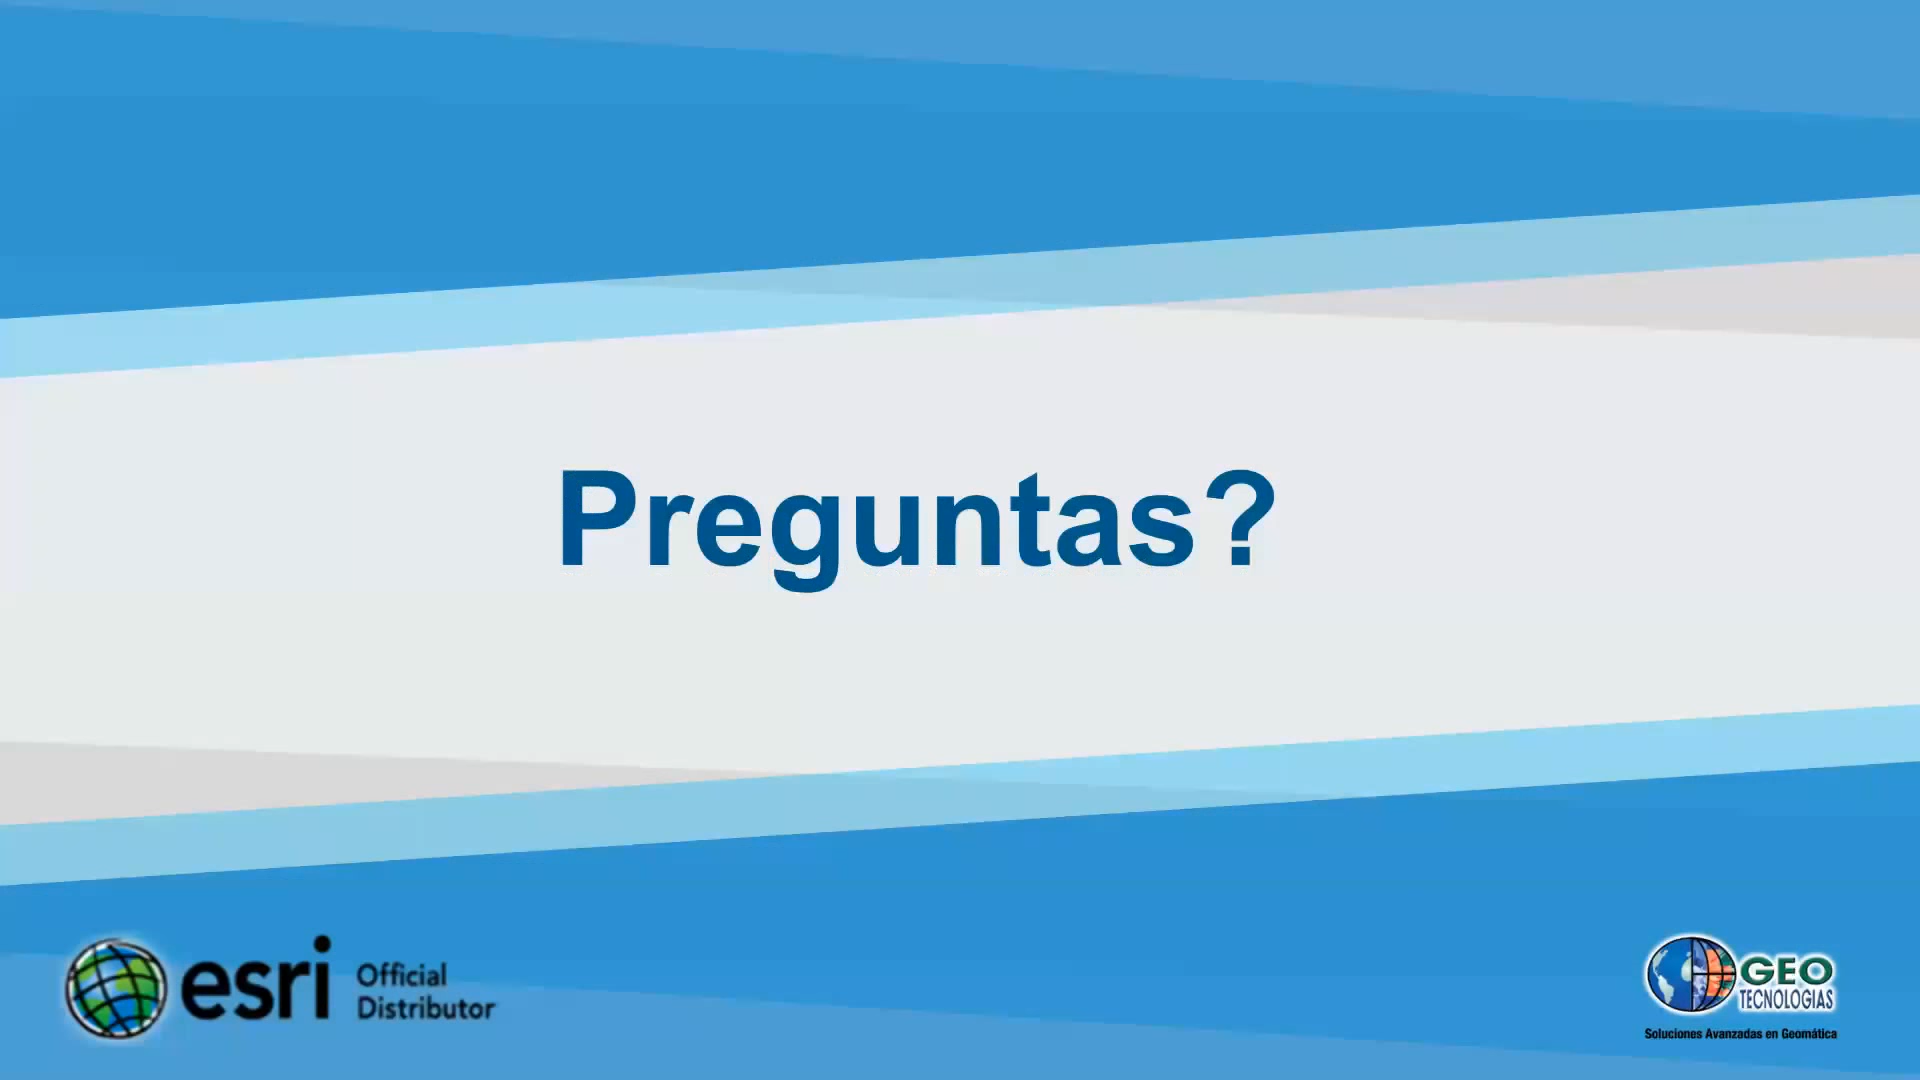 Preguntas?
esri Official
Distributor
GEO
TECNOLOGIAS
Soluciones Avanzadas en Geomática